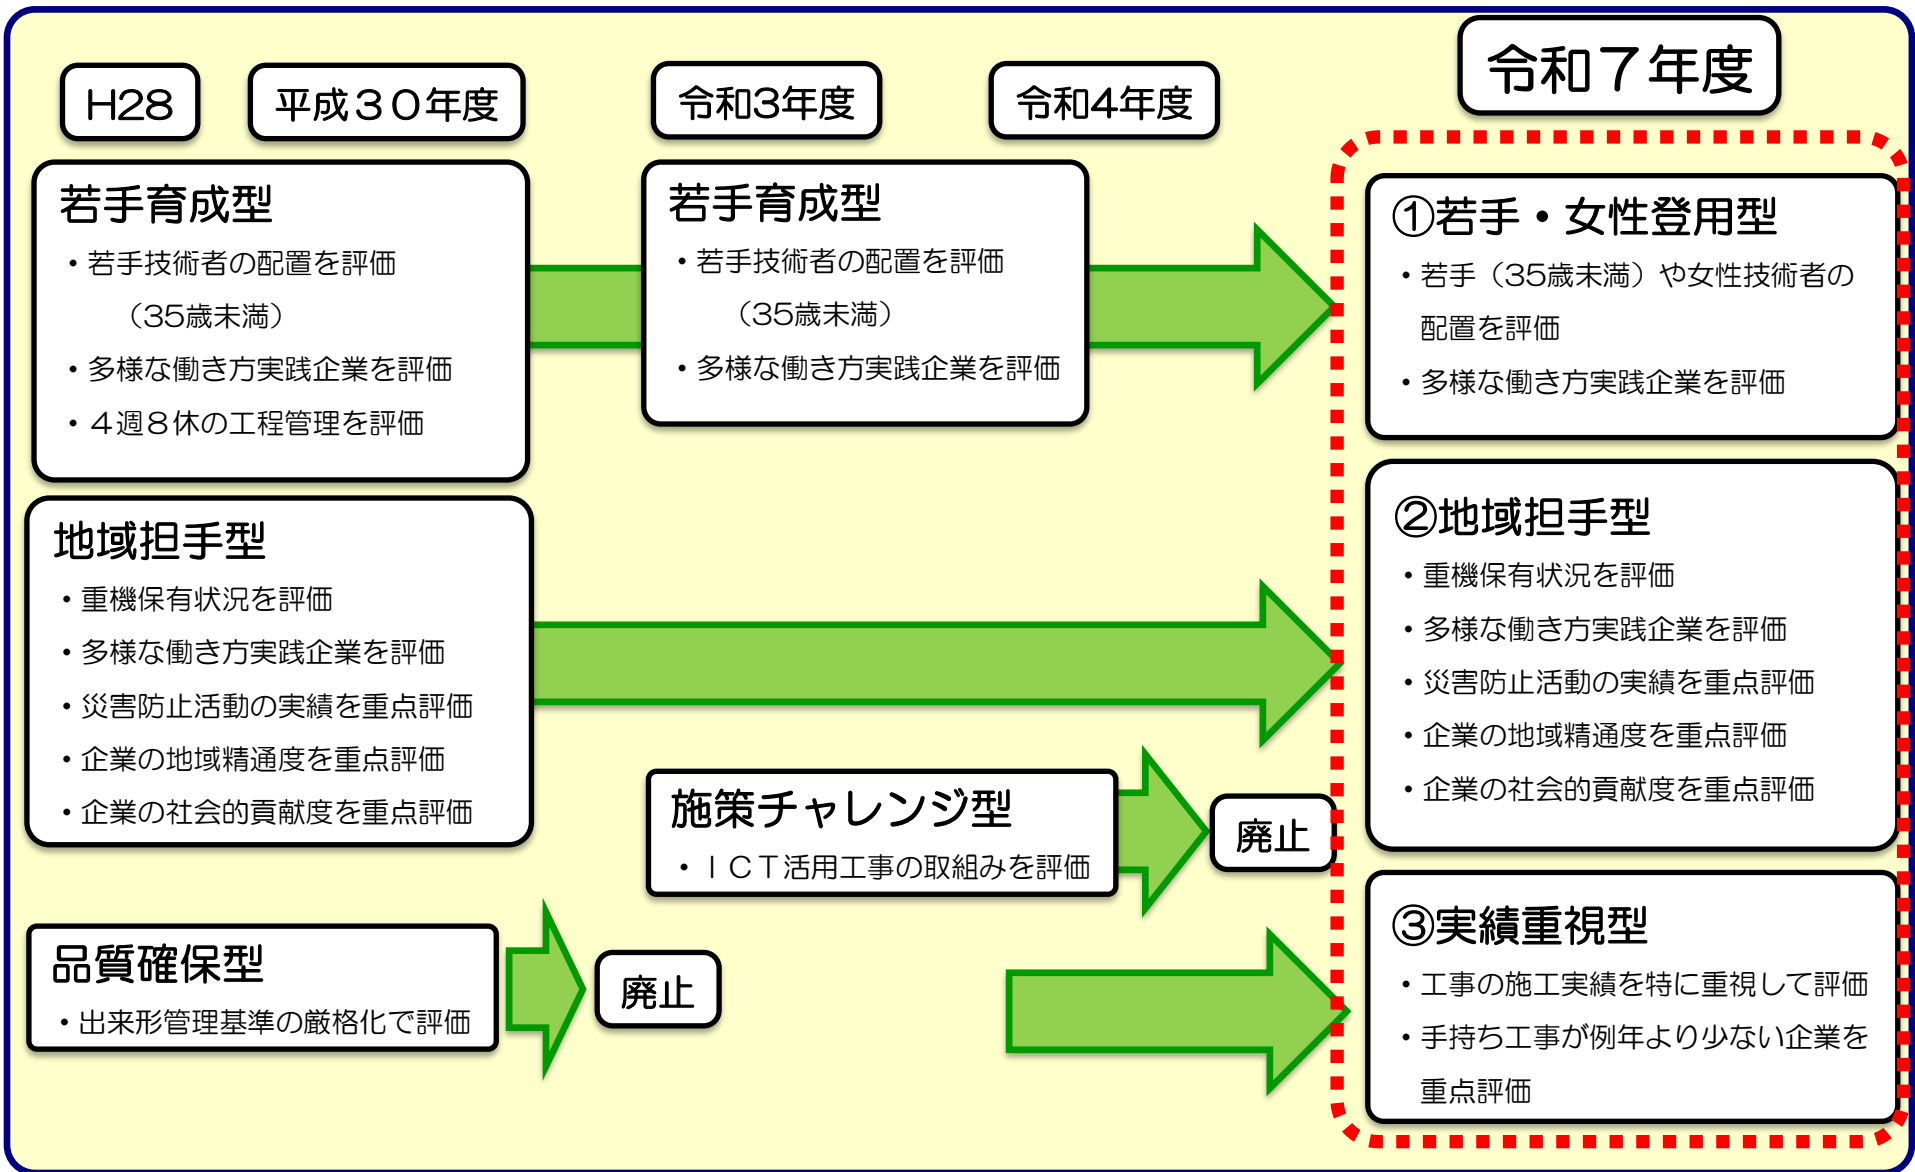 H28
平成３０年度
令和3年度
令和4年度
令和７年度
若手育成型
・若手技術者の配置を評価
（35歳未満）
・多様な働き方実践企業を評価
・４週８休の工程管理を評価
若手育成型
・若手技術者の配置を評価
（35歳未満）
・多様な働き方実践企業を評価
①若手・女性登用型
・若手（35歳未満）や女性技術者の
配置を評価
・多様な働き方実践企業を評価
地域担手型
・重機保有状況を評価
・多様な働き方実践企業を評価
・災害防止活動の実績を重点評価
・企業の地域精通度を重点評価
・企業の社会的貢献度を重点評価
②地域担手型
・重機保有状況を評価
・多様な働き方実践企業を評価
・災害防止活動の実績を重点評価
・企業の地域精通度を重点評価
・企業の社会的貢献度を重点評価
施策チャレンジ型
・ＩＣＴ活用工事の取組みを評価
廃止
品質確保型
・出来形管理基準の厳格化で評価
廃止
③実績重視型
・工事の施工実績を特に重視して評価
・手持ち工事が例年より少ない企業を
重点評価